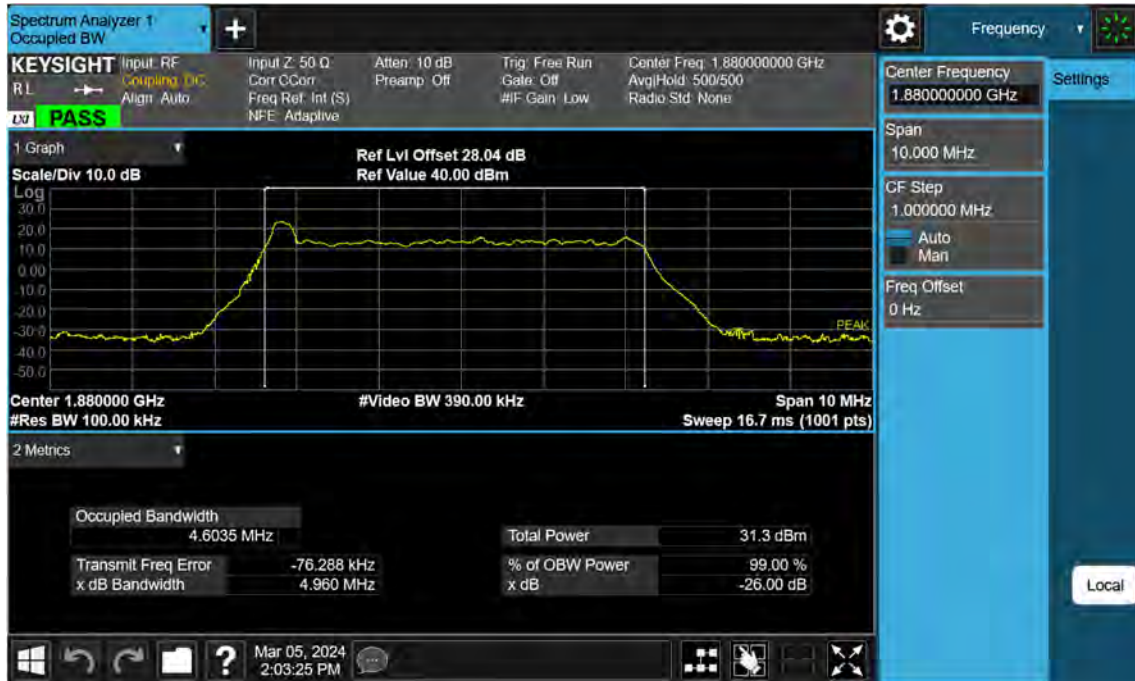 Spectrum Analyzer 1
Occupied BW
+
Frequency
KEYSIGHT
RL
LXI PASS
Input: RF
Coupling: DC
Align: Auto
Input Z: 50 Ω
Corr CCorr
Freq Ref: Int (S)
NFE: Adaptive
Atten: 10 dB
Preamp: Off
Trig: Free Run
Gate: Off
#IF Gain: Low
Center Freq: 1.880000000 GHz
Avg|Hold: 500/500
Radio Std: None
Center Frequency
1.880000000 GHz
Settings
Span
10.000 MHz
CF Step
1.000000 MHz
Auto
Man
Freq Offset
0 Hz
Local
1 Graph
Scale/Div 10.0 dB
Ref Lvl Offset 28.04 dB
Ref Value 40.00 dBm
Log
30.0
20.0
10.0
0.00
-10.0
-20.0
-30.0
-40.0
-50.0
PEAK
Center 1.880000 GHz
#Video BW 390.00 kHz
Span 10 MHz
#Res BW 100.00 kHz
Sweep 16.7 ms (1001 pts)
2 Metrics
Occupied Bandwidth
4.6035 MHz
Total Power 31.3 dBm
Transmit Freq Error -76.288 kHz
% of OBW Power 99.00 %
x dB Bandwidth 4.960 MHz
x dB -26.00 dB
?
Mar 05, 2024
2:03:25 PM